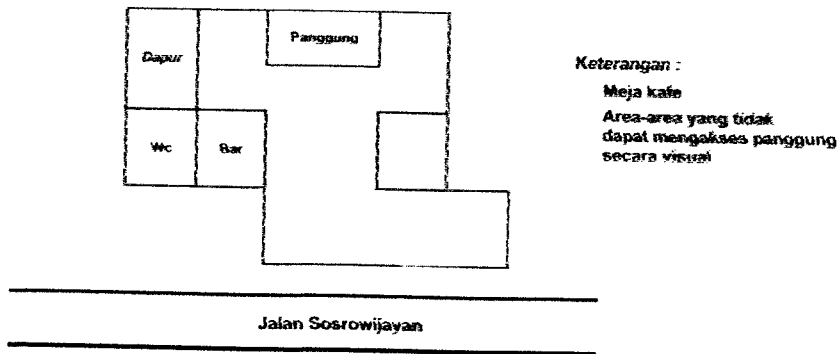 Panggung
Dapur
Keterangan :
Meja kafe
Area-area yang tidak
dapat mengakses panggung
secara visual
Wc
Bar
Jalan Sosrowijayan